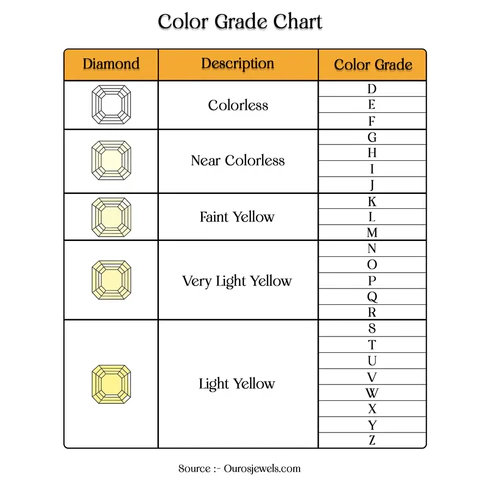 Color Grade Chart
Diamond Description Color Grade
Colorless
D
E
F
Near Colorless
G
H
I
J
Faint Yellow
K
L
M
Very Light Yellow
N
O
P
Q
R
Light Yellow
S
T
U
V
W
X
Y
Z
Source :- Ourosjewels.com